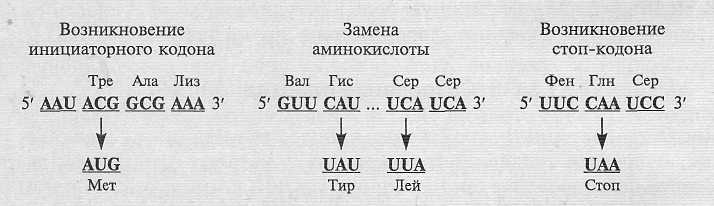 Возникновение
инициаторного кодона
Тре Ала Лиз
5' AAU ACG GCG AAA 3'
AUG
Мет
Замена
аминокислоты
Вал Гис Сер Сер
5' GUU CAU ... UCA UCA 3'
UAU UUA
Тир Лей
Возникновение
стоп-кодона
Фен Глн Сер
5' UUC CAA UCC 3'
UAA
Стоп